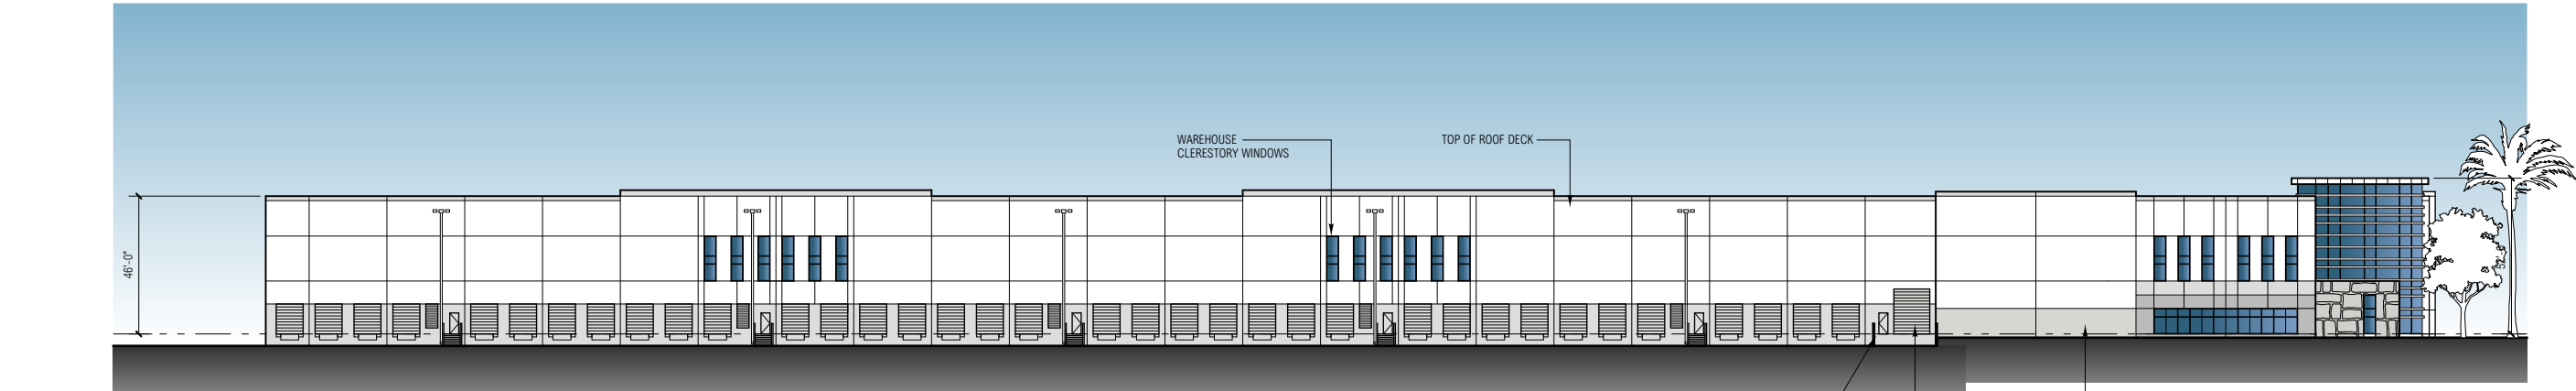 WAREHOUSE
CLERESTORY WINDOWS
TOP OF ROOF DECK
46'-0"